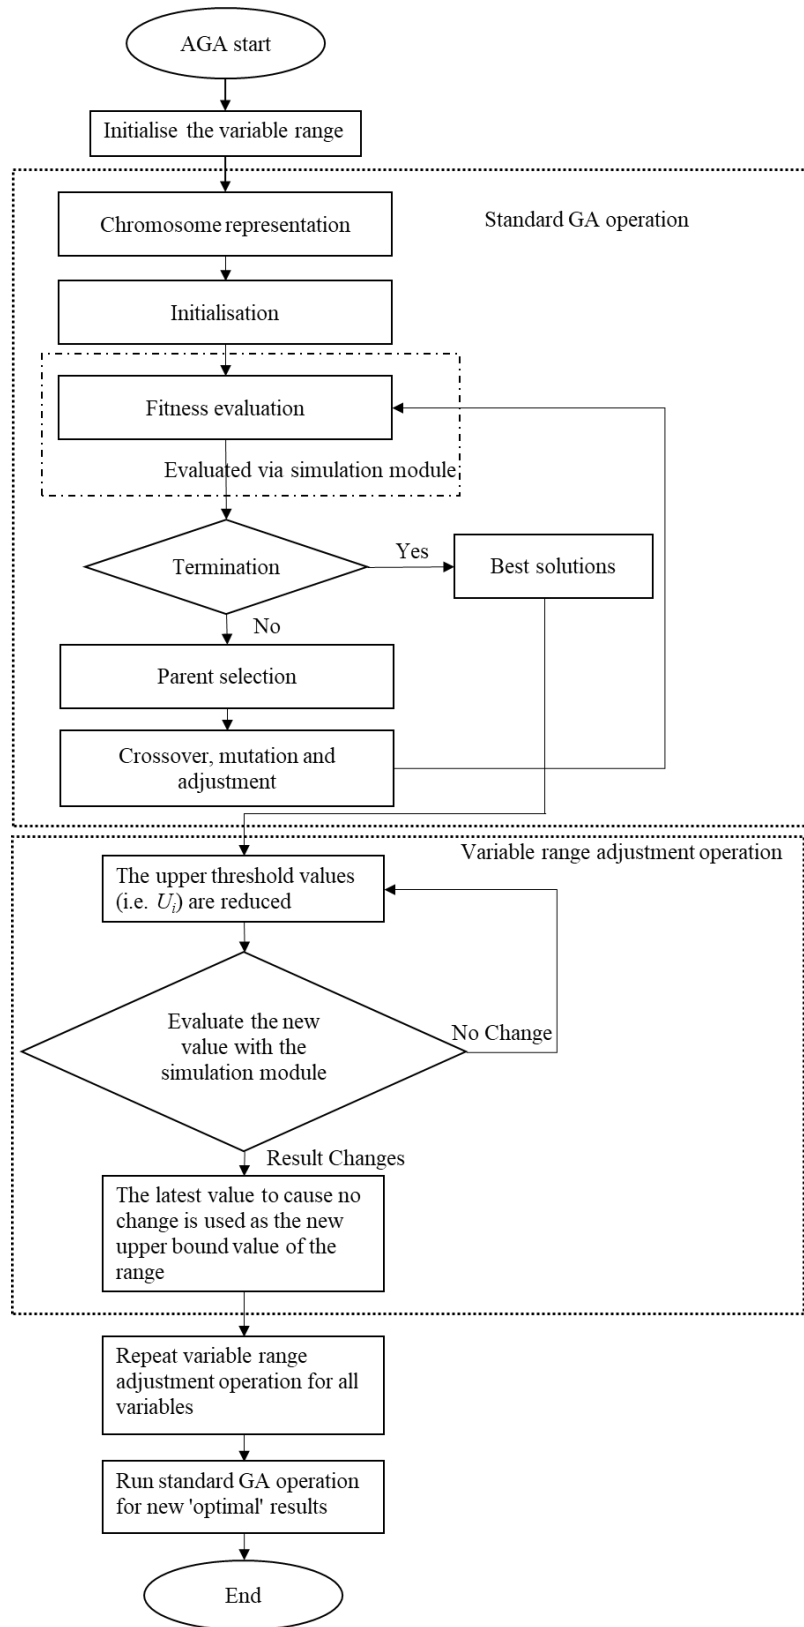 AGA start
Initialise the variable range
Chromosome representation
Standard GA operation
Initialisation
Fitness evaluation
Evaluated via simulation module
Termination
Yes
Best solutions
No
Parent selection
Crossover, mutation and
adjustment
Variable range adjustment operation
The upper threshold values
(i.e. U_i) are reduced
Evaluate the new
value with the
simulation module
No Change
Result Changes
The latest value to cause no
change is used as the new
upper bound value of the
range
Repeat variable range
adjustment operation for all
variables
Run standard GA operation
for new 'optimal' results
End